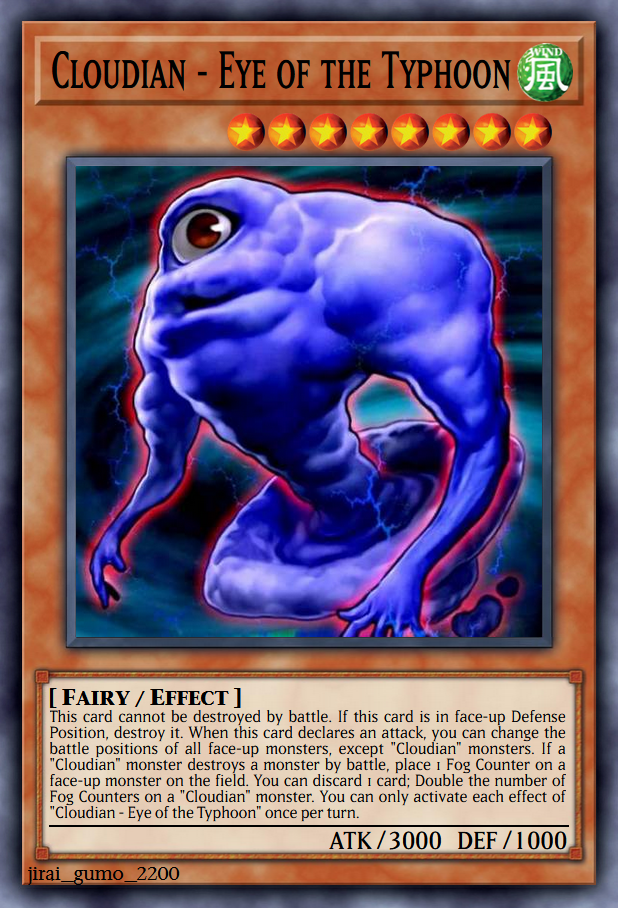 Cloudian - Eye of the Typhoon
WIND
風
[ Fairy / Effect ]
This card cannot be destroyed by battle. If this card is in face-up Defense
Position, destroy it. When this card declares an attack, you can change the
battle positions of all face-up monsters, except "Cloudian" monsters. If a
"Cloudian" monster destroys a monster by battle, place 1 Fog Counter on a
face-up monster on the field. You can discard 1 card; Double the number of
Fog Counters on a "Cloudian" monster. You can only activate each effect of
"Cloudian - Eye of the Typhoon" once per turn.
ATK/3000 DEF/1000
jirai_gumo_2200